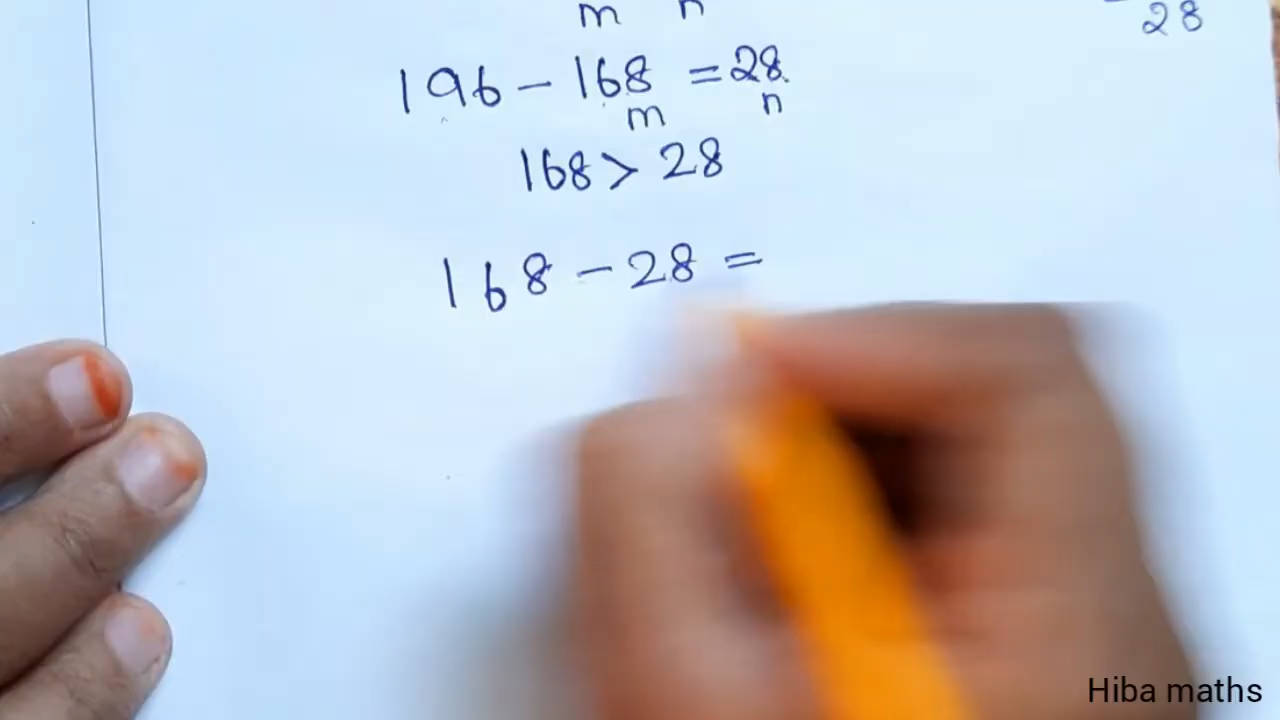 m n
28
196 - 168 = 28
m n
168 > 28
168 - 28 =
Hiba maths